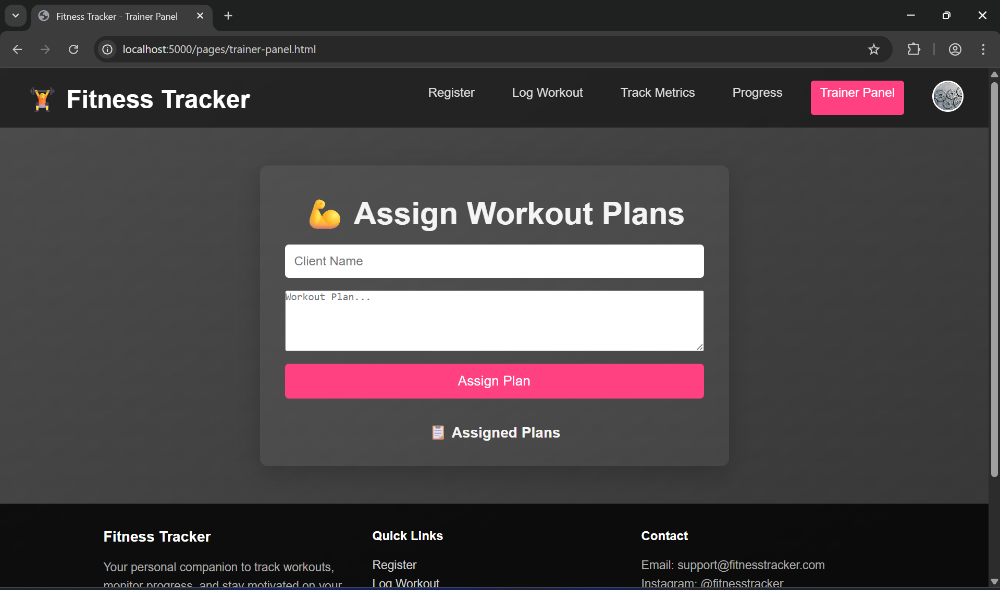 Fitness Tracker - Trainer Panel
localhost:5000/pages/trainer-panel.html
Fitness Tracker
Register
Log Workout
Track Metrics
Progress
Trainer Panel
Assign Workout Plans
Client Name
Workout Plan...
Assign Plan
Assigned Plans
Fitness Tracker
Your personal companion to track workouts,
monitor progress, and stay motivated on your
Quick Links
Register
Log Workout
Contact
Email: support@fitnesstracker.com
Instagram: @fitnesstracker